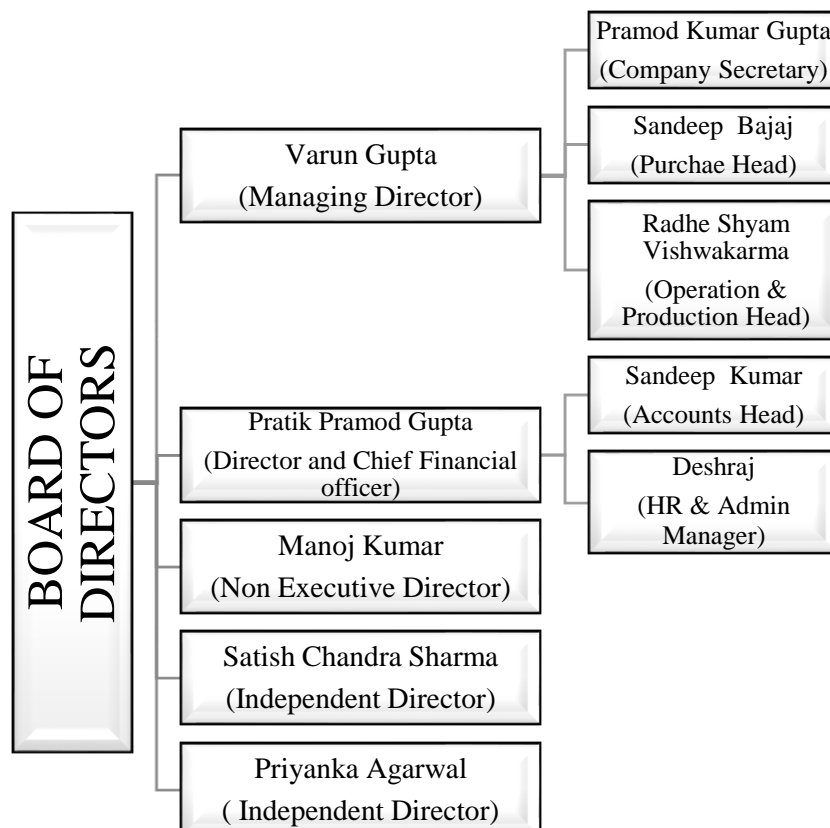 BOARD OF
DIRECTORS
Varun Gupta
(Managing Director)
Pramod Kumar Gupta
(Company Secretary)
Sandeep Bajaj
(Purchae Head)
Radhe Shyam
Vishwakarma
(Operation &
Production Head)
Pratik Pramod Gupta
(Director and Chief Financial
officer)
Sandeep Kumar
(Accounts Head)
Deshraj
(HR & Admin
Manager)
Manoj Kumar
(Non Executive Director)
Satish Chandra Sharma
(Independent Director)
Priyanka Agarwal
( Independent Director)